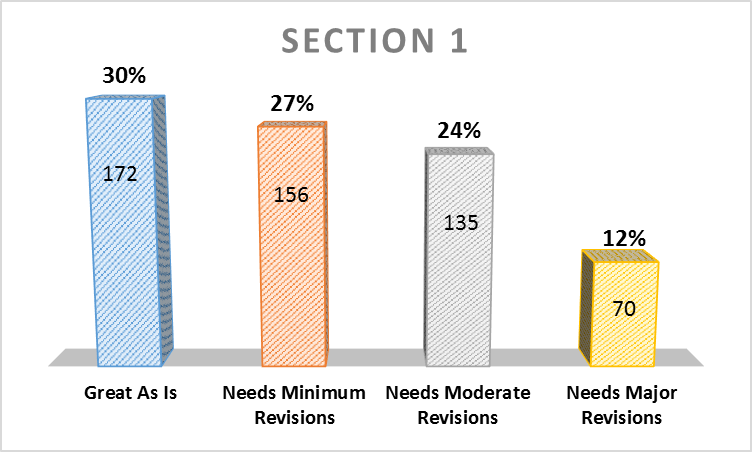 SECTION 1
30%
27%
24%
12%
172
156
135
70
Great As Is
Needs Minimum
Revisions
Needs Moderate
Revisions
Needs Major
Revisions